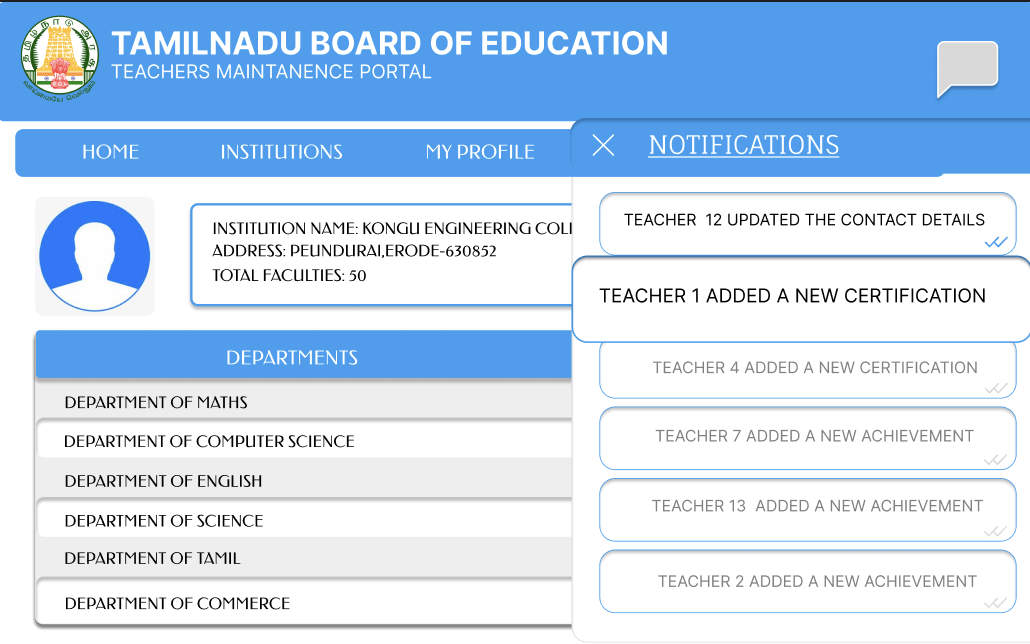 TAMILNADU BOARD OF EDUCATION
TEACHERS MAINTANENCE PORTAL
HOME
INSTITUTIONS
MY PROFILE
NOTIFICATIONS
INSTITUTION NAME: KONGU ENGINEERING COLL
ADDRESS: PEUNDURAI,ERODE-630852
TOTAL FACULTIES: 50
DEPARTMENTS
DEPARTMENT OF MATHS
DEPARTMENT OF COMPUTER SCIENCE
DEPARTMENT OF ENGLISH
DEPARTMENT OF SCIENCE
DEPARTMENT OF TAMIL
DEPARTMENT OF COMMERCE
TEACHER 12 UPDATED THE CONTACT DETAILS
TEACHER 1 ADDED A NEW CERTIFICATION
TEACHER 4 ADDED A NEW CERTIFICATION
TEACHER 7 ADDED A NEW ACHIEVEMENT
TEACHER 13 ADDED A NEW ACHIEVEMENT
TEACHER 2 ADDED A NEW ACHIEVEMENT